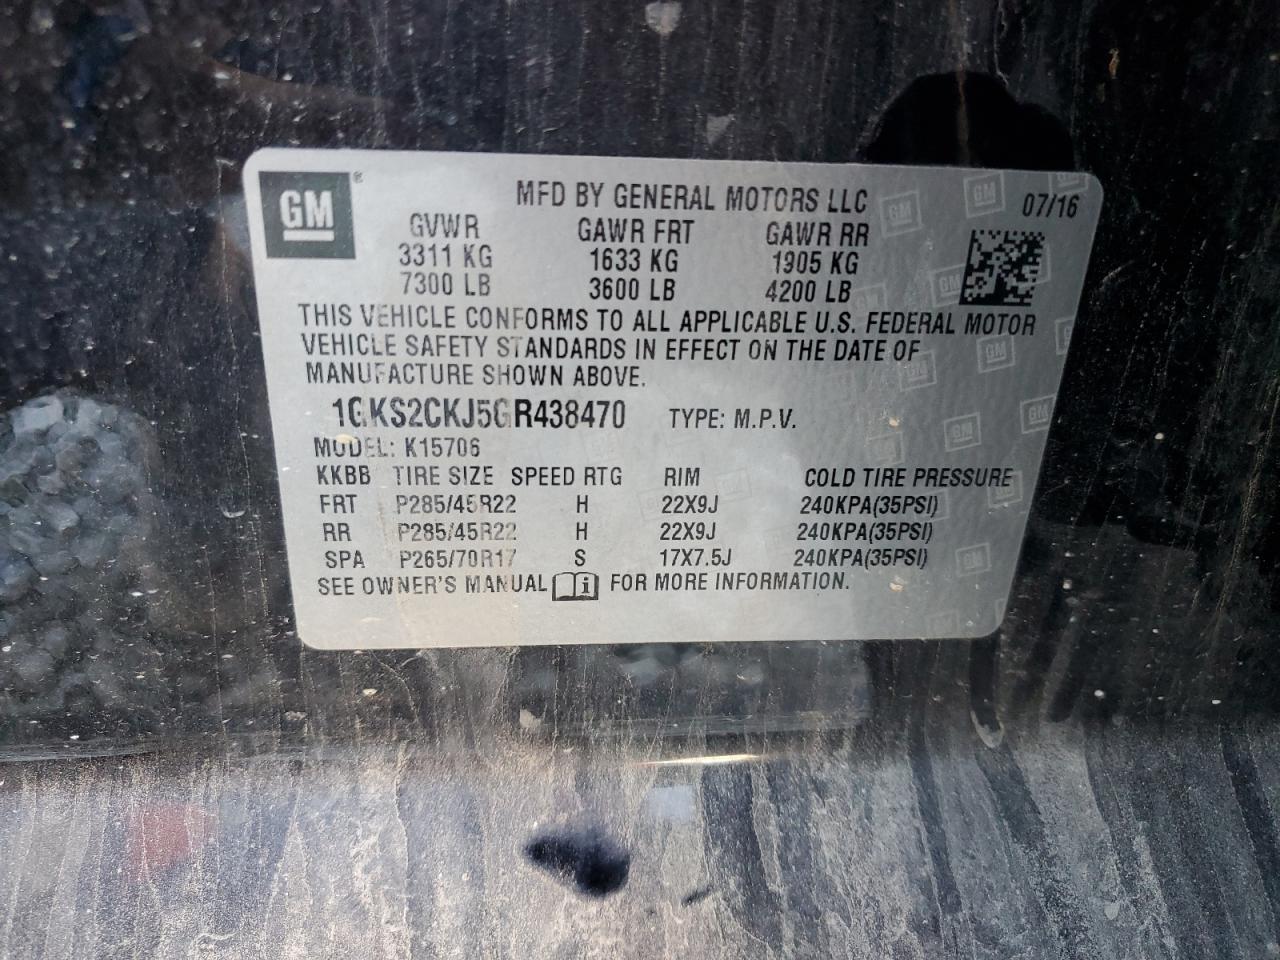 GM®
MFD BY GENERAL MOTORS LLC 07/16
GVWR GAWR FRT GAWR RR
3311 KG 1633 KG 1905 KG
7300 LB 3600 LB 4200 LB
THIS VEHICLE CONFORMS TO ALL APPLICABLE U.S. FEDERAL MOTOR
VEHICLE SAFETY STANDARDS IN EFFECT ON THE DATE OF
MANUFACTURE SHOWN ABOVE.
1GKS2CKJ5GR438470 TYPE: M.P.V.
MODEL: K15706
KKBB TIRE SIZE SPEED RTG RIM COLD TIRE PRESSURE
FRT P285/45R22 H 22X9J 240KPA(35PSI)
RR P285/45R22 H 22X9J 240KPA(35PSI)
SPA P265/70R17 S 17X7.5J 240KPA(35PSI)
SEE OWNER'S MANUAL i FOR MORE INFORMATION.